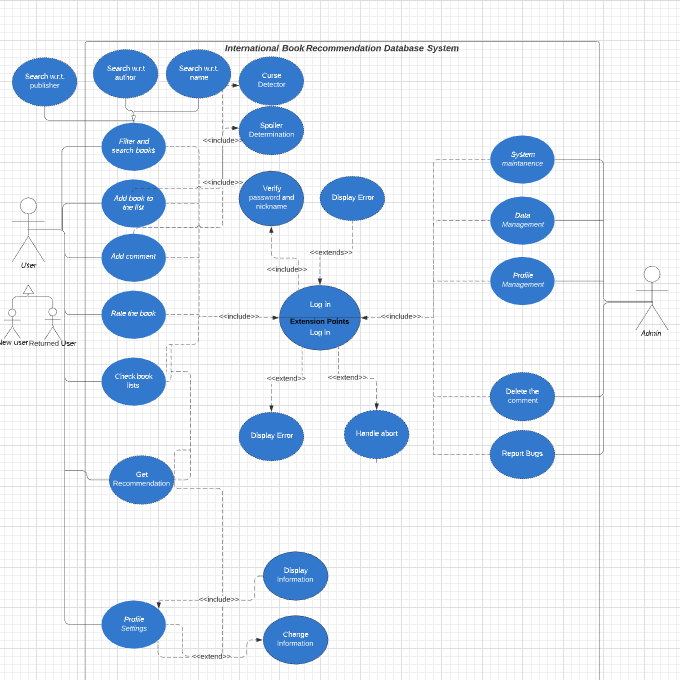 International Book Recommendation Database System
Search w.r.t.
publisher
Search w.r.t
author
Search w.r.t.
name
Curse
Detector
Spoiler
Determination
<<include>>
Filter and
search books
System
maintanence
<<include>>
Add book to
the list
Verify
password and
nickname
Display Error
Data
Management
User
Add comment
<<extends>>
<<include>>
Profile
Management
Admin
New user
Returned User
Rate the book
<<include>>
Log in
Extension Points
Log in
<<include>>
Check book
lists
<<extend>>
<<extend>>
Delete the
comment
Display Error
Handle abort
Report Bugs
Get
Recommendation
Display
Information
<<include>>
Profile
Settings
Change
Information
<<extend>>